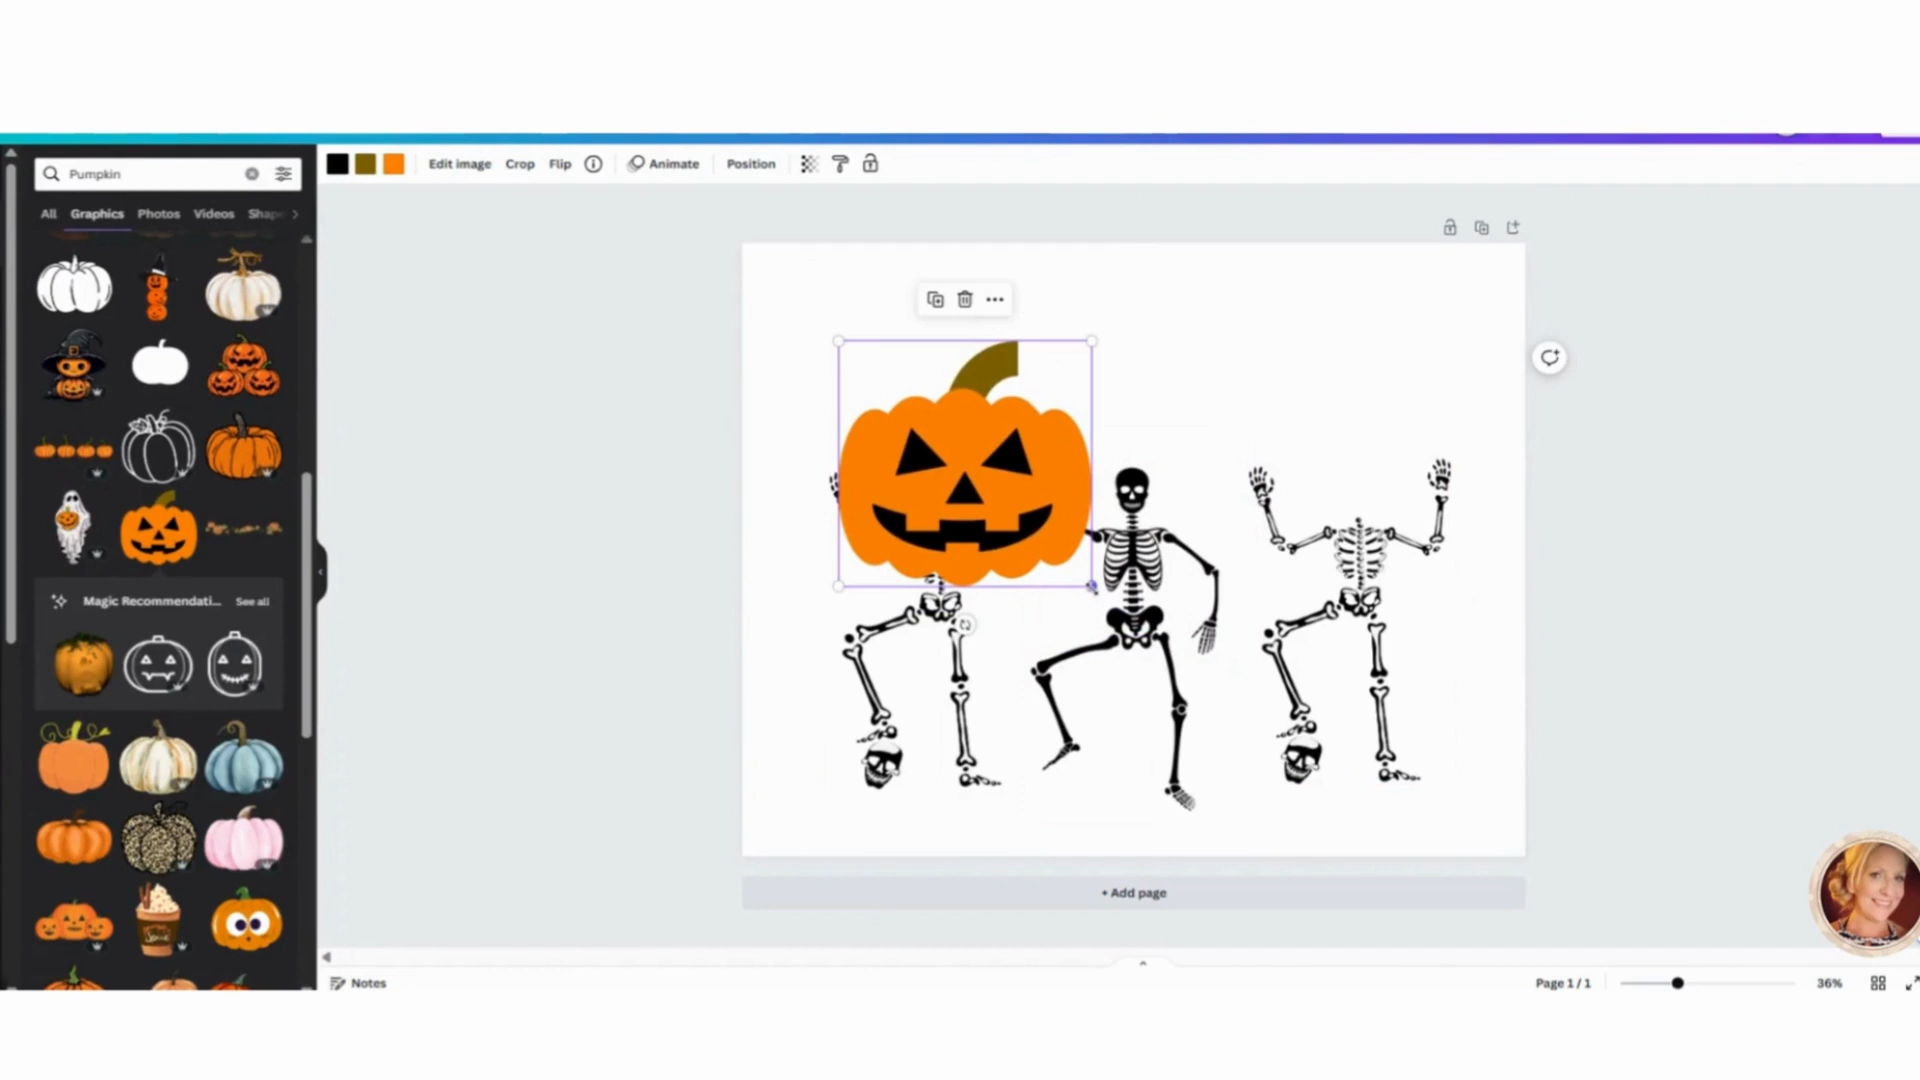 Pumpkin
All Graphics Photos Videos Shap
Magic Recommendati... See all
Edit image Crop Flip Animate Position
+ Add page
Notes
Page 1 / 1 36%